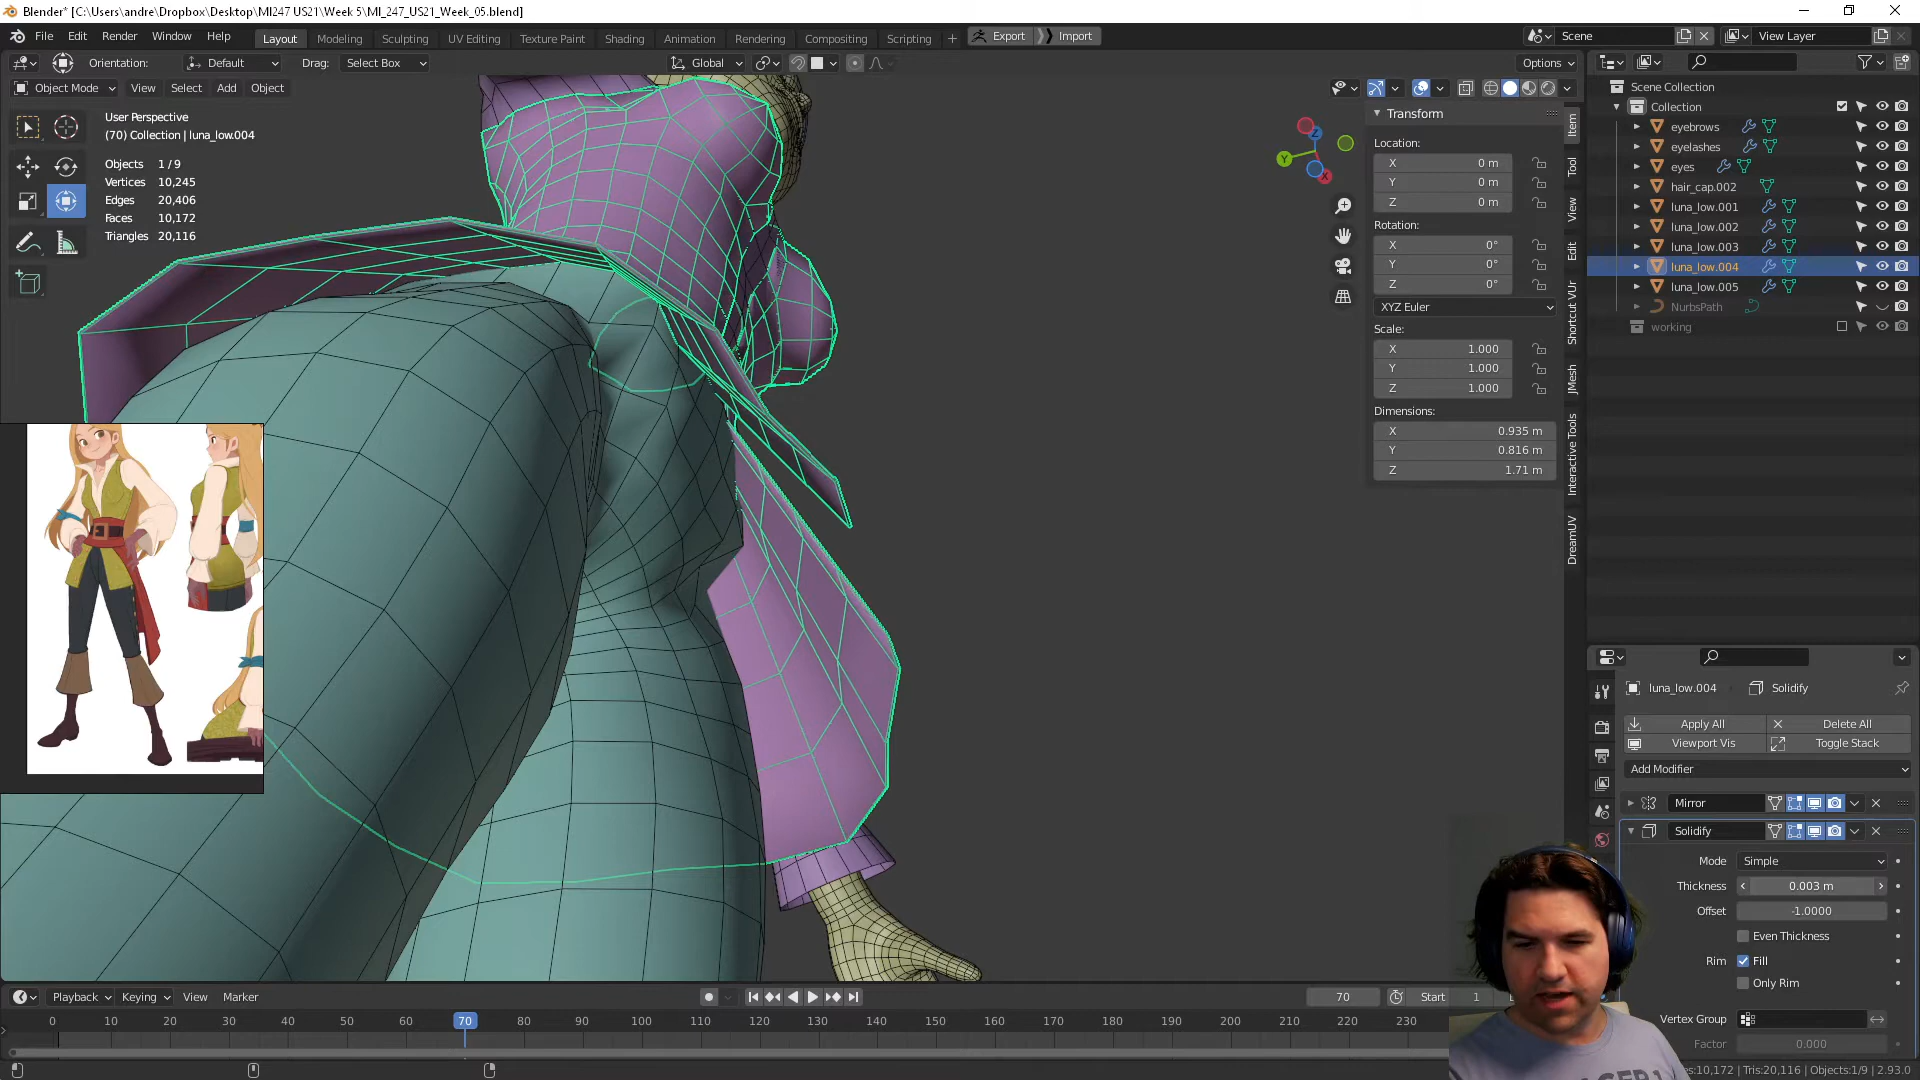 Blender* [C:\Users\andre\Dropbox\Desktop\MI247 US21\Week 5\MI_247_US21_Week_05.blend]
File Edit Render Window Help
Layout Modeling Sculpting UV Editing Texture Paint Shading Animation Rendering Compositing Scripting
Export Import
Scene
View Layer
Orientation: Default Drag: Select Box
Global
Options
Object Mode View Select Add Object
User Perspective
(70) Collection | luna_low.004
Objects 1/9
Vertices 10,245
Edges 20,406
Faces 10,172
Triangles 20,116
Transform
Location:
X 0 m
Y 0 m
Z 0 m
Rotation:
X 0°
Y 0°
Z 0°
XYZ Euler
Scale:
X 1.000
Y 1.000
Z 1.000
Dimensions:
X 0.935 m
Y 0.816 m
Z 1.71 m
Item
Tool
View
Edit
Shortcut VUr
JMesh
Interactive Tools
DreamUV
Scene Collection
Collection
eyebrows
eyelashes
eyes
hair_cap.002
luna_low.001
luna_low.002
luna_low.003
luna_low.004
luna_low.005
NurbsPath
working
luna_low.004 Solidify
Apply All Delete All
Viewport Vis Toggle Stack
Add Modifier
Mirror
Solidify
Mode Simple
Thickness 0.003 m
Offset -1.0000
Even Thickness
Rim Fill
Only Rim
Vertex Group
Factor 0.000
Playback Keying View Marker
70 Start 1
0 10 20 30 40 50 60 70 80 90 100 110 120 130 140 150 160 170 180 190 200 210 220 230
es:10,172 | Tris:20,116 | Objects:1/9 | 2.93.0